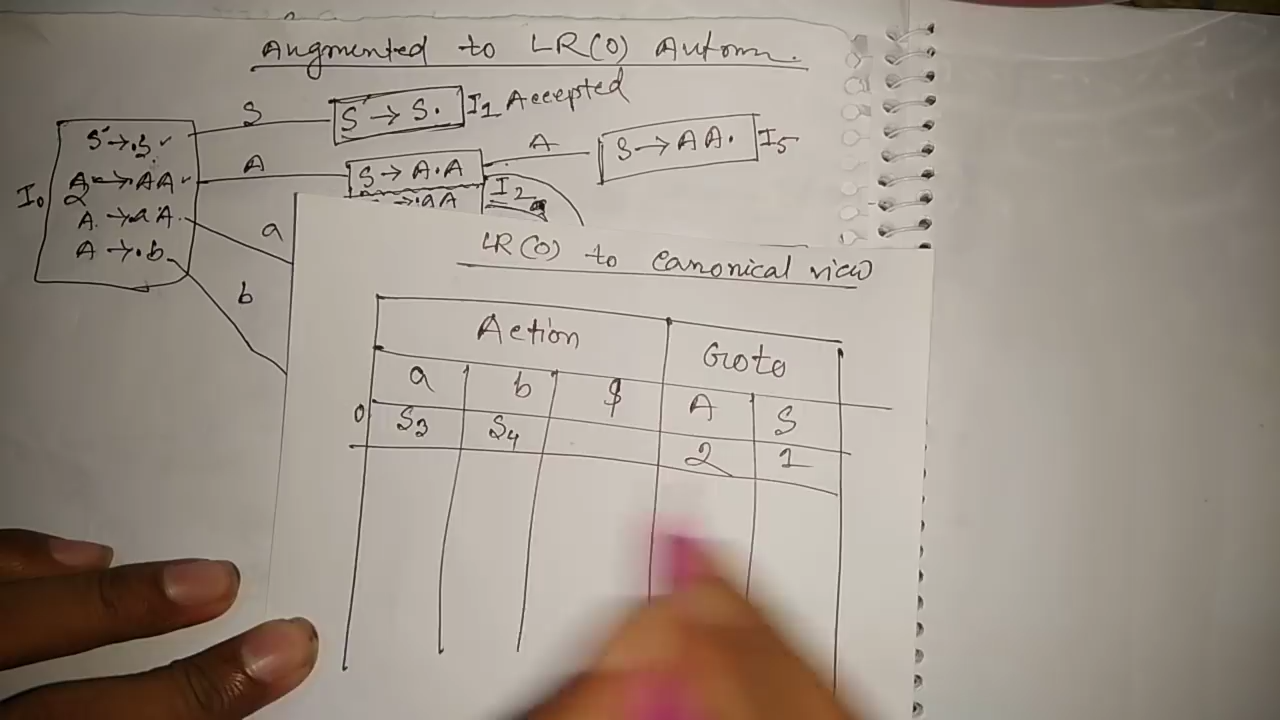 Augmented to LR(0) Autom.
S I1 Accepted
S' → S.
S' → .S
A A S → AA. I5
S → A.A
I0 → .AA I2
→ .aA
A → .aA a
A → .b
b
LR(0) to canonical view
Action Goto
a b $ A S
0 S3 S4 2 1